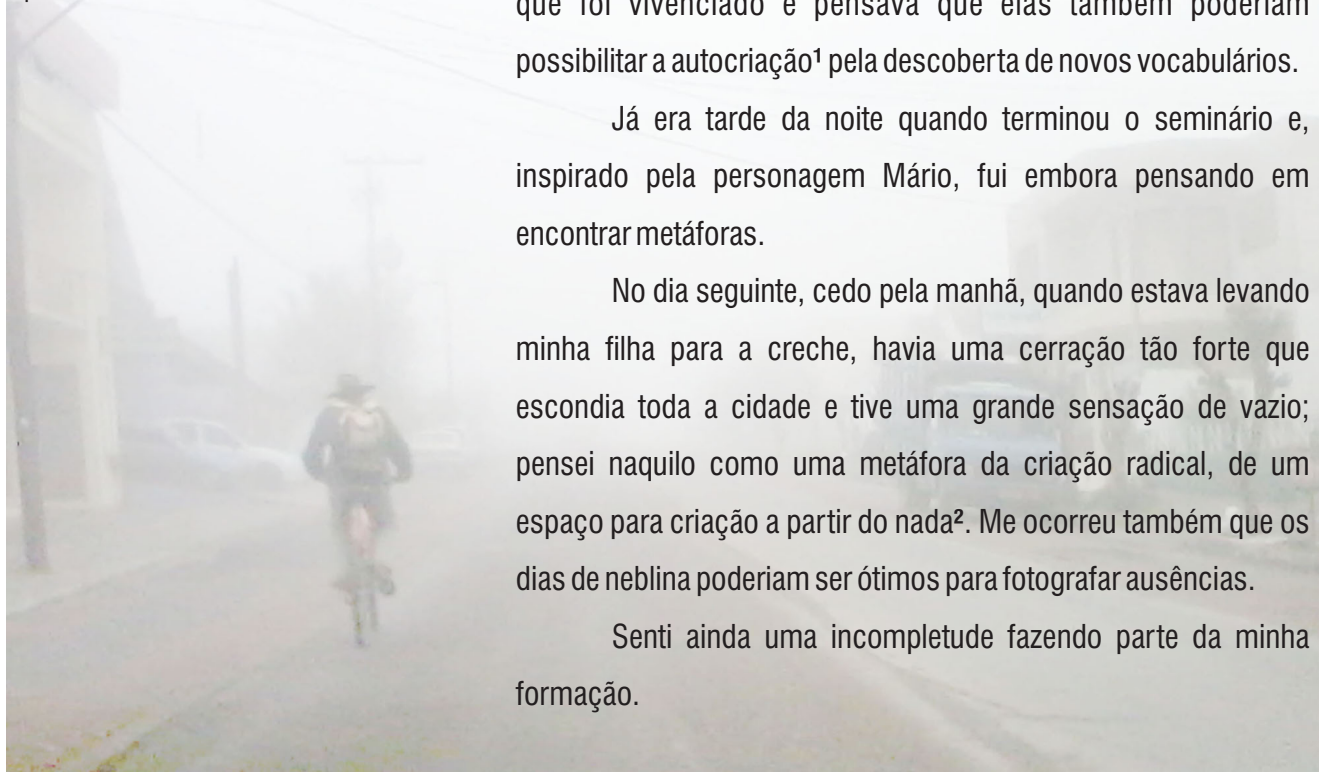 que foi vivenciado e pensava que elas também poderiam
possibilitar a autocriação¹ pela descoberta de novos vocabulários.
Já era tarde da noite quando terminou o seminário e,
inspirado pela personagem Mário, fui embora pensando em
encontrar metáforas.
No dia seguinte, cedo pela manhã, quando estava levando
minha filha para a creche, havia uma cerração tão forte que
escondia toda a cidade e tive uma grande sensação de vazio;
pensei naquilo como uma metáfora da criação radical, de um
espaço para criação a partir do nada². Me ocorreu também que os
dias de neblina poderiam ser ótimos para fotografar ausências.
Senti ainda uma incompletude fazendo parte da minha
formação.